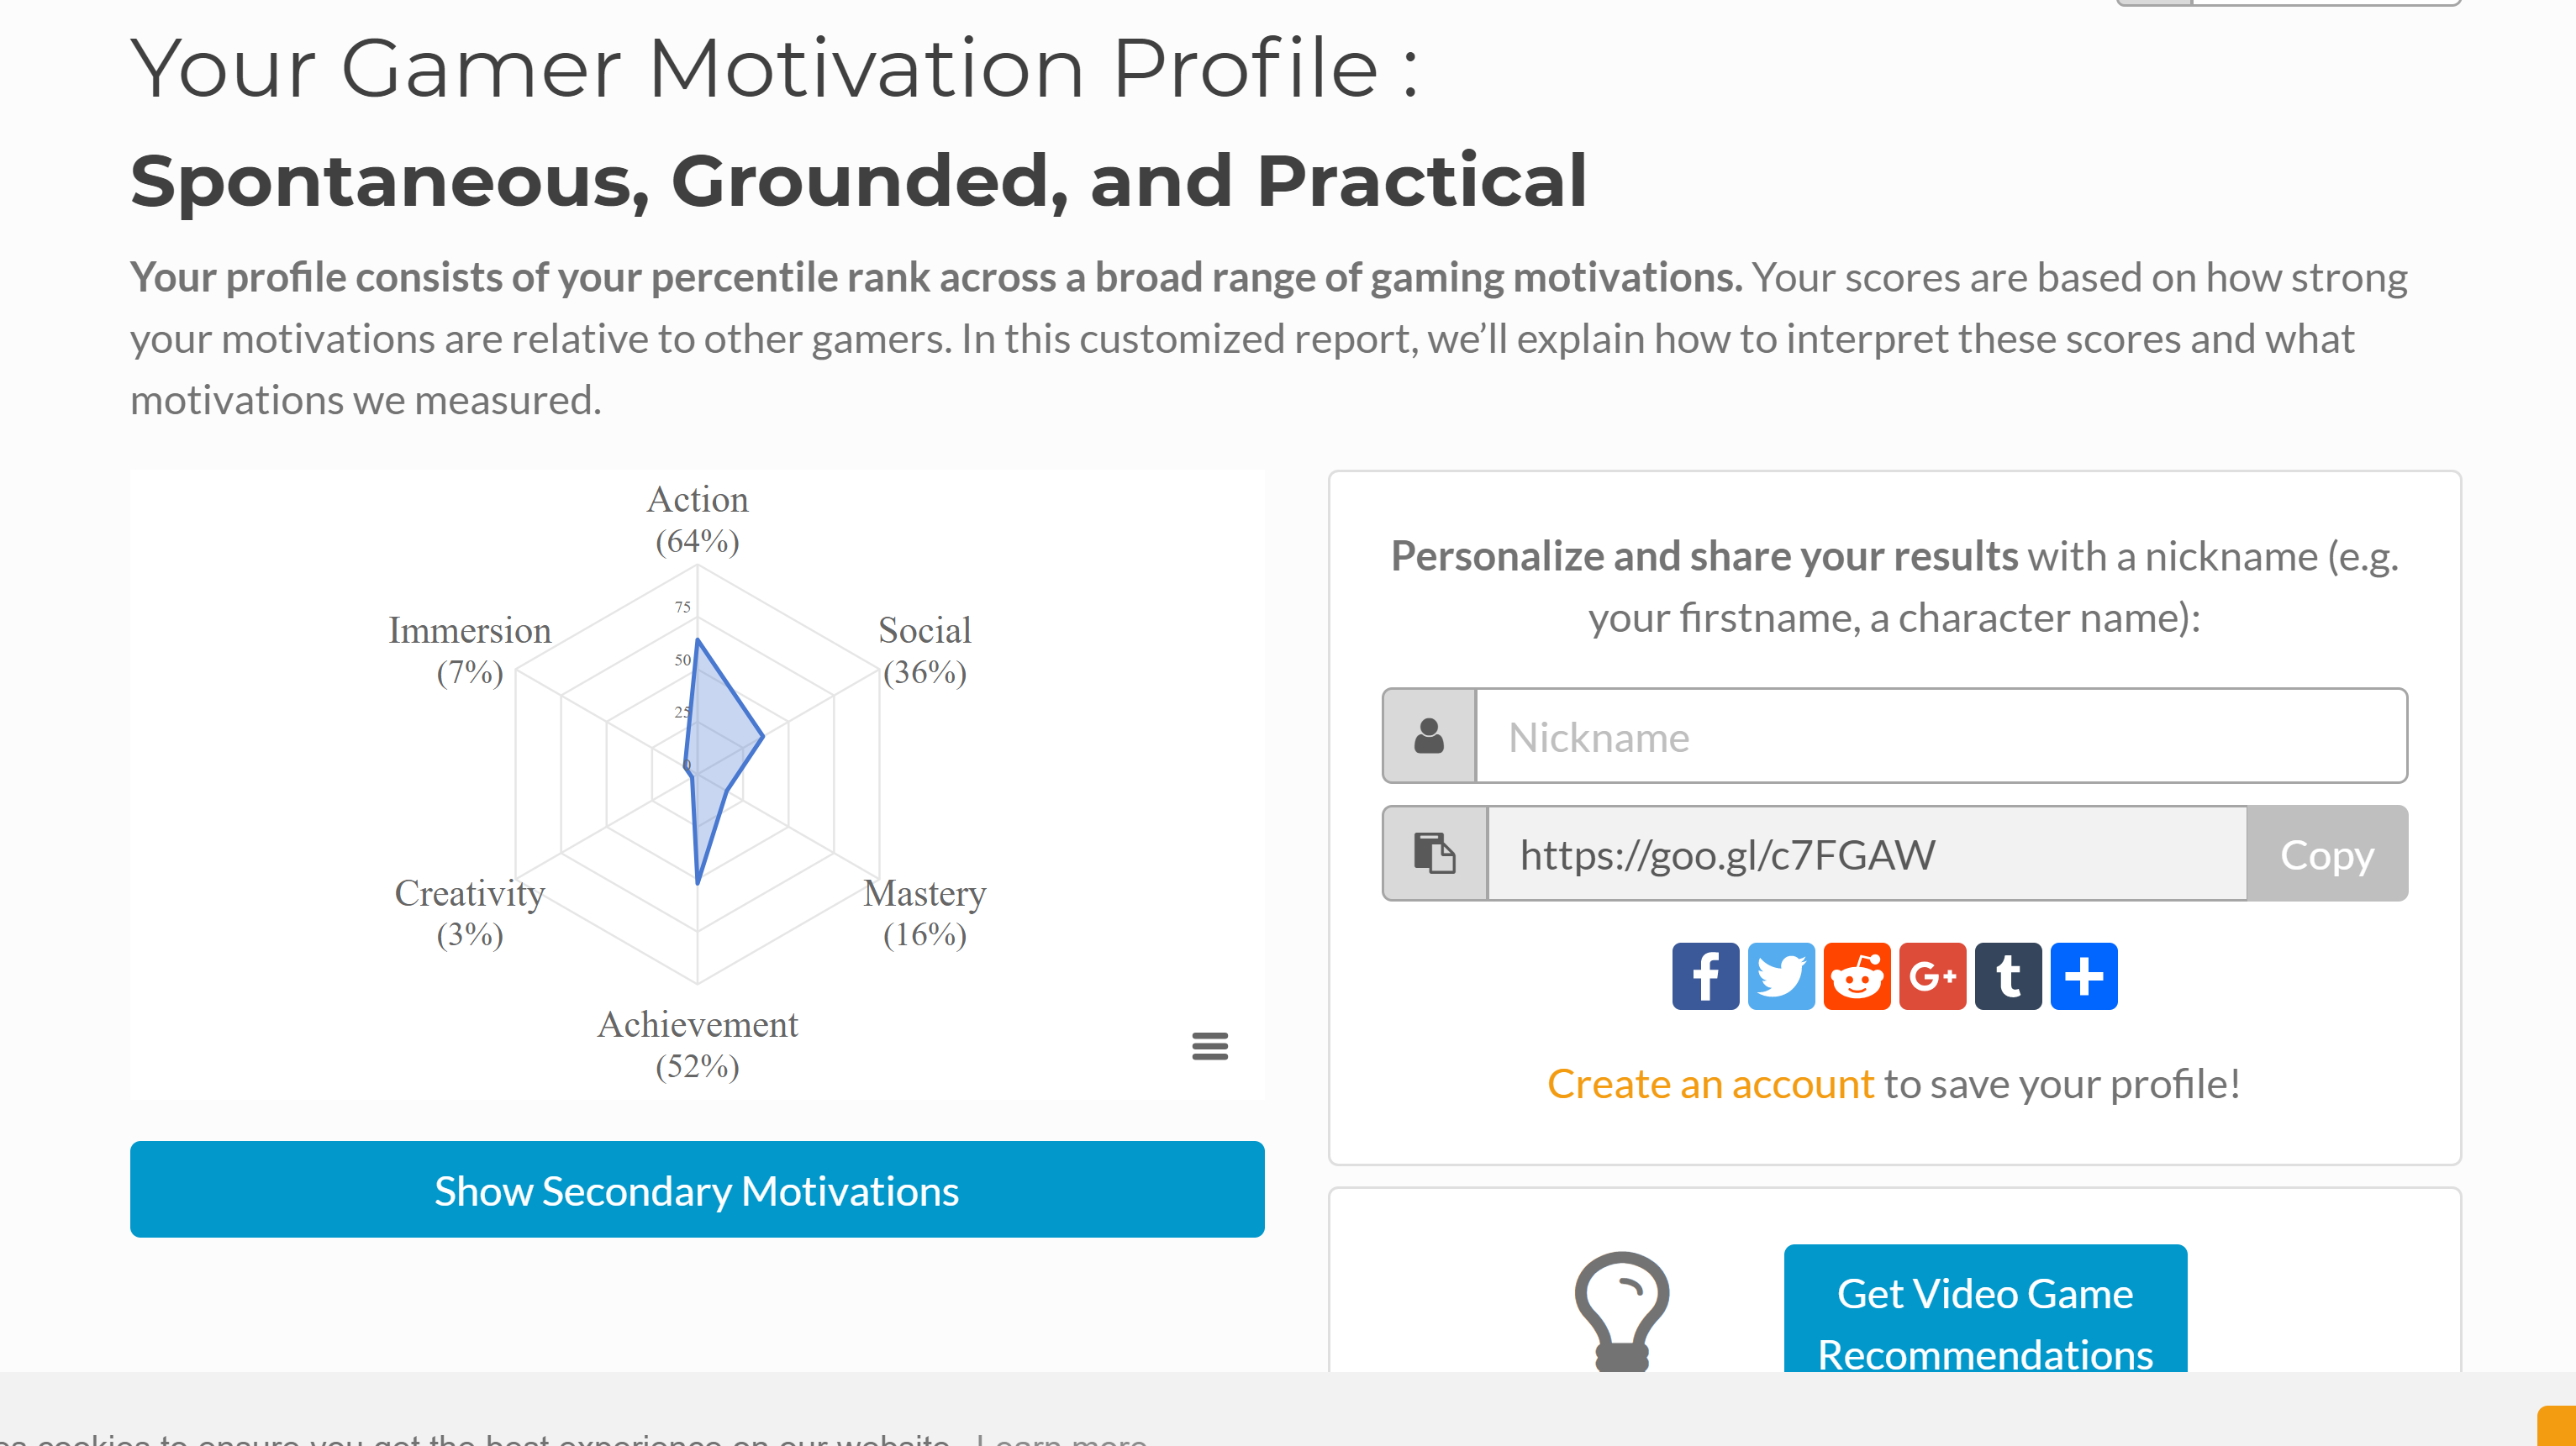 Your Gamer Motivation Profile :
Spontaneous, Grounded, and Practical
Your profile consists of your percentile rank across a broad range of gaming motivations. Your scores are based on how strong
your motivations are relative to other gamers. In this customized report, we’ll explain how to interpret these scores and what
motivations we measured.
Action
(64%)
Immersion
(7%)
Social
(36%)
75
50
25
0
Creativity
(3%)
Mastery
(16%)
Achievement
(52%)
Show Secondary Motivations
Personalize and share your results with a nickname (e.g.
your firstname, a character name):
Nickname
https://goo.gl/c7FGAW
Copy
f
G+
t
Create an account to save your profile!
Get Video Game
Recommendations
cookies to ensure you get the best experience on our website. Learn more